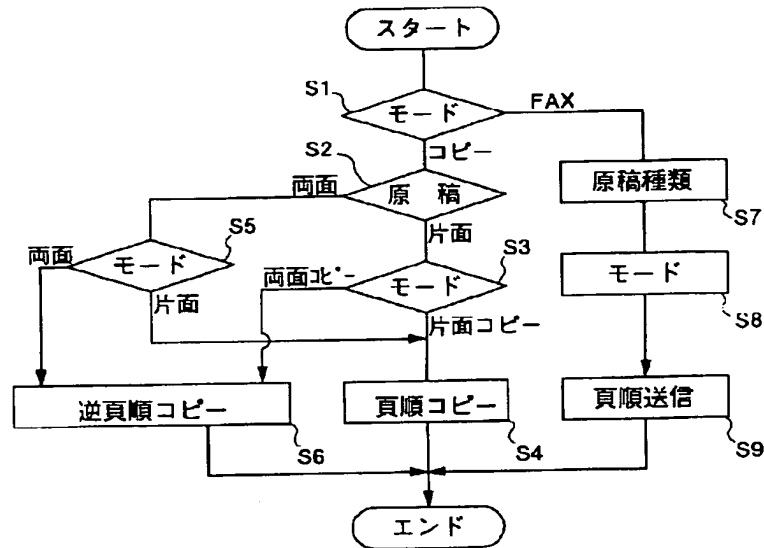 スタート
S1
モード
FAX
コピー
S2
両面
原稿
原稿種類
S7
片面
S5
両面
モード
片面
両面コピー
モード
S3
モード
S8
片面コピー
逆頁順コピー
S6
頁順コピー
S4
頁順送信
S9
エンド